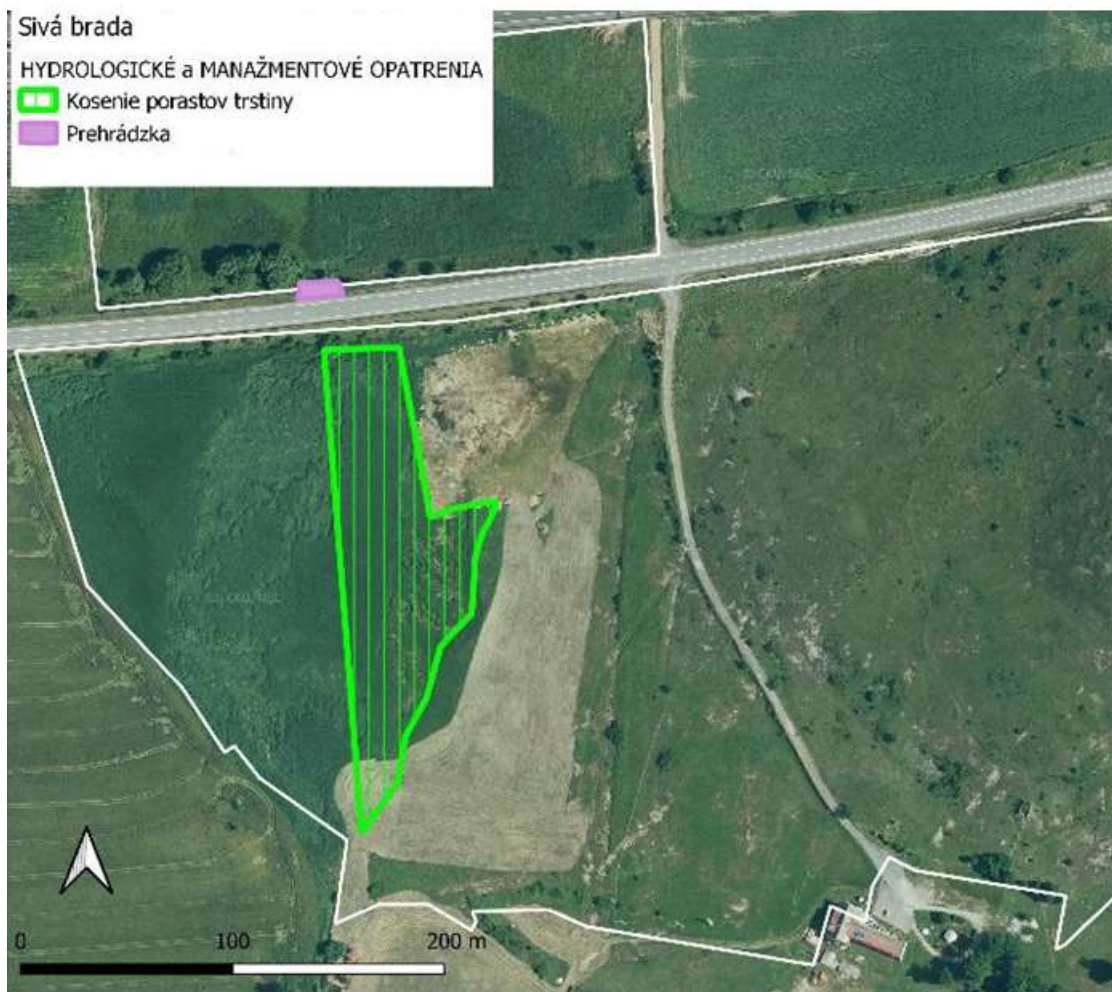 Sivá brada
HYDROLOGICKÉ a MANAŽMENTOVÉ OPATRENIA
Kosenie porastov trstiny
Prehrádzka
0 100 200 m